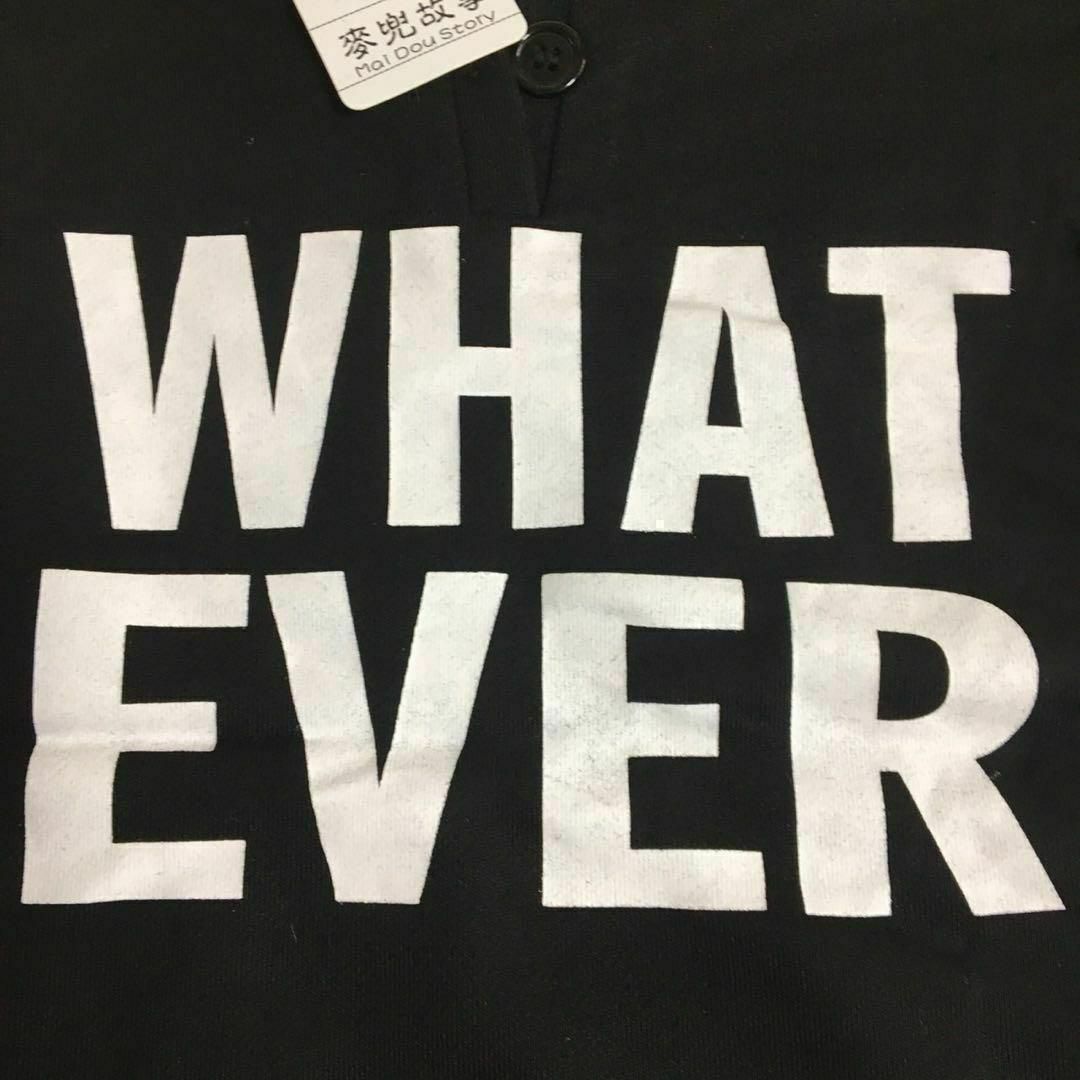 麥兜故事
Mai Dou Story
WHAT
EVER